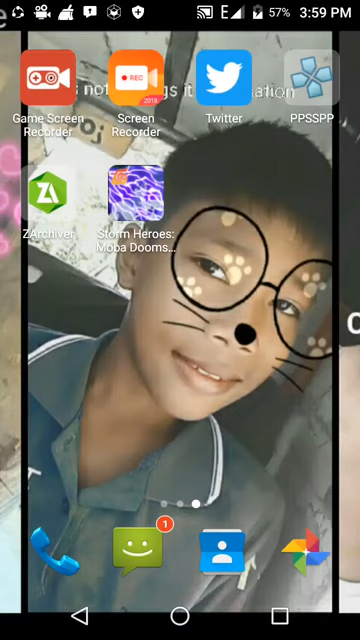 E 57% 3:59 PM
REC
2018
Game Screen
Recorder
Screen
Recorder
Twitter
PPSSPP
ZA
ZArchiver
Storm Heroes:
Moba Dooms...
1